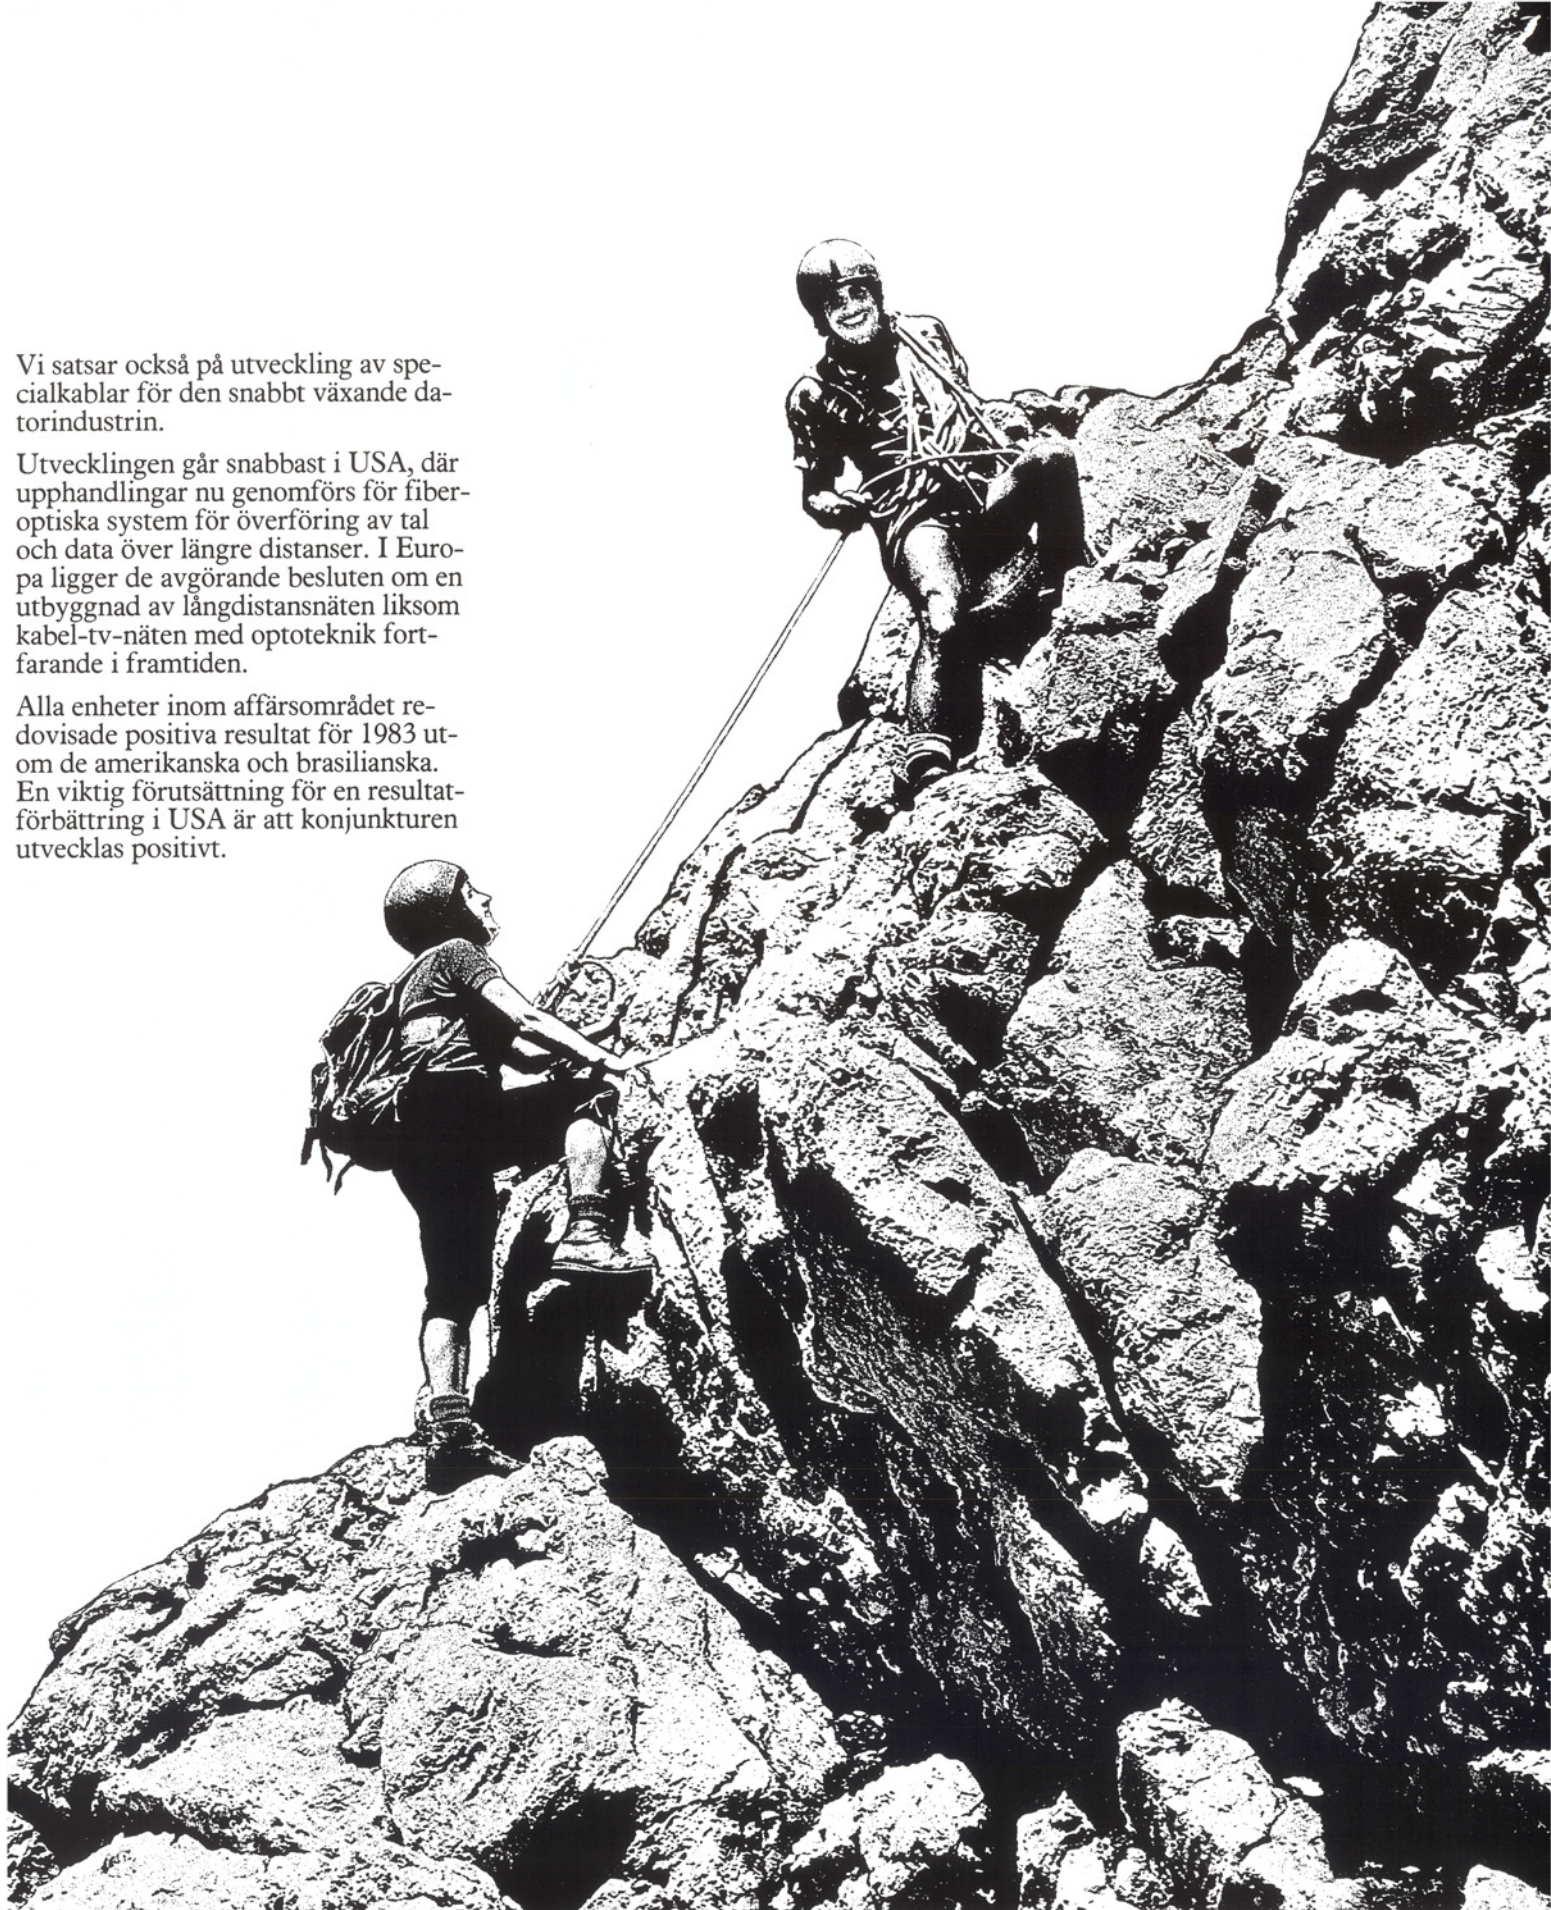 Vi satsar också på utveckling av spe-
cialkablar för den snabbt växande da-
torindustrin.
Utvecklingen går snabbast i USA, där
upphandlingar nu genomförs för fiber-
optiska system för överföring av tal
och data över längre distanser. I Euro-
pa ligger de avgörande besluten om en
utbyggnad av långdistansnäten liksom
kabel-tv-näten med optoteknik fort-
farande i framtiden.
Alla enheter inom affärsområdet re-
dovisade positiva resultat för 1983 ut-
om de amerikanska och brasilianska.
En viktig förutsättning för en resultat-
förbättring i USA är att konjunkturen
utvecklas positivt.